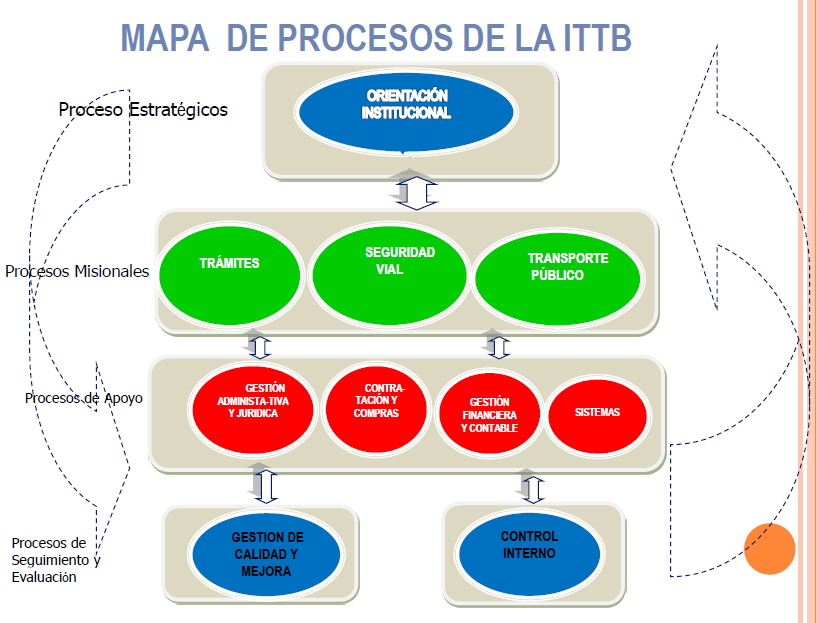 MAPA DE PROCESOS DE LA ITTB
Proceso Estratégicos
ORIENTACIÓN
INSTITUCIONAL
Procesos Misionales
TRÁMITES
SEGURIDAD
VIAL
TRANSPORTE
PÚBLICO
Procesos de Apoyo
GESTIÓN
ADMINISTA-TIVA
Y JURIDICA
CONTRA-
TACIÓN Y
COMPRAS
GESTIÓN
FINANCIERA
Y CONTABLE
SISTEMAS
Procesos de
Seguimiento y
Evaluación
GESTION DE
CALIDAD Y
MEJORA
CONTROL
INTERNO